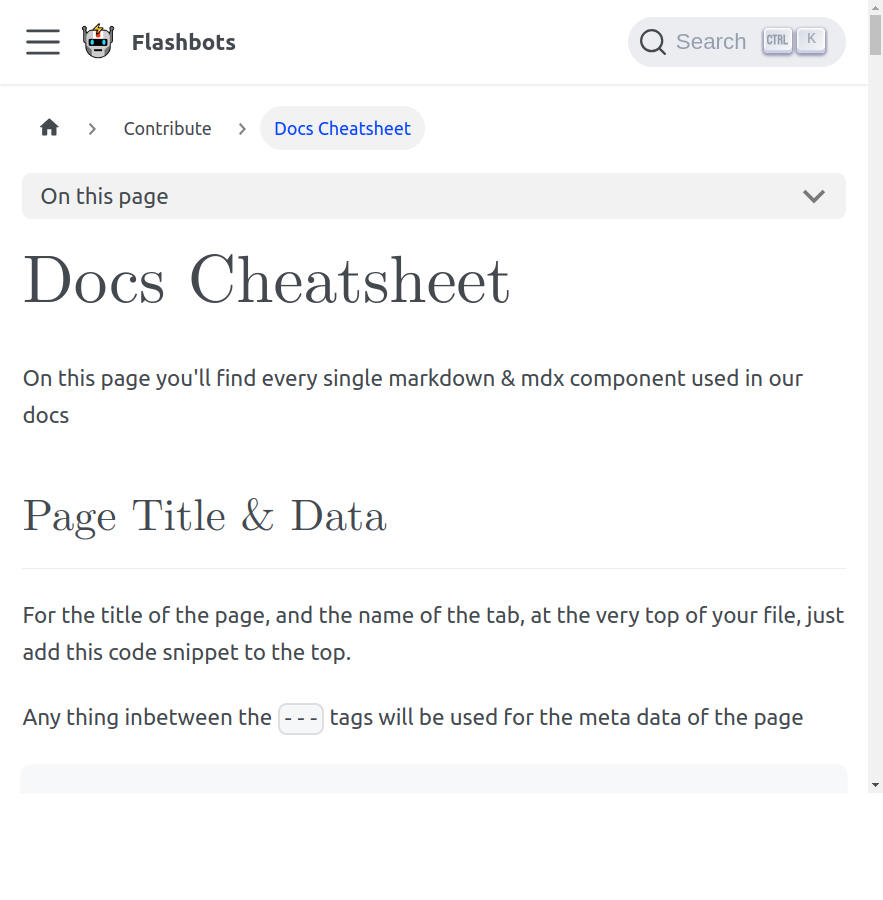 Flashbots
Search CTRL K
Contribute
Docs Cheatsheet
On this page
Docs Cheatsheet
On this page you'll find every single markdown & mdx component used in our
docs
Page Title & Data
For the title of the page, and the name of the tab, at the very top of your file, just
add this code snippet to the top.
Any thing inbetween the --- tags will be used for the meta data of the page